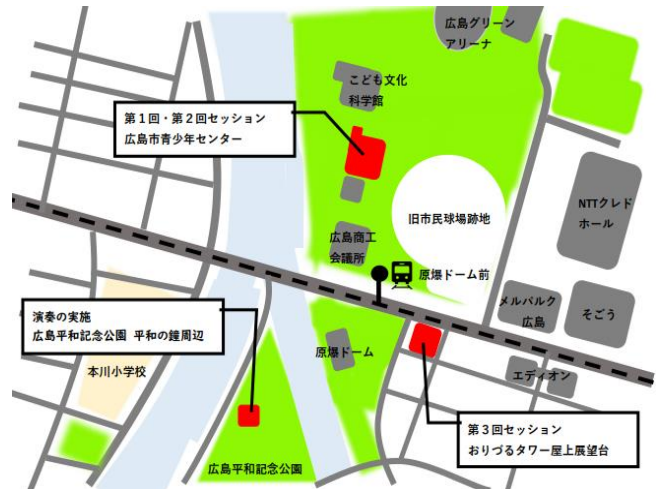 広島グリーン
アリーナ
こども文化
科学館
第１回・第２回セッション
広島市青少年センター
NTTクレド
ホール
旧市民球場跡地
広島商工
会議所
原爆ドーム前
メルパルク
広島
そごう
演奏の実施
広島平和記念公園 平和の鐘周辺
原爆ドーム
本川小学校
エディオン
第３回セッション
おりづるタワー屋上展望台
広島平和記念公園